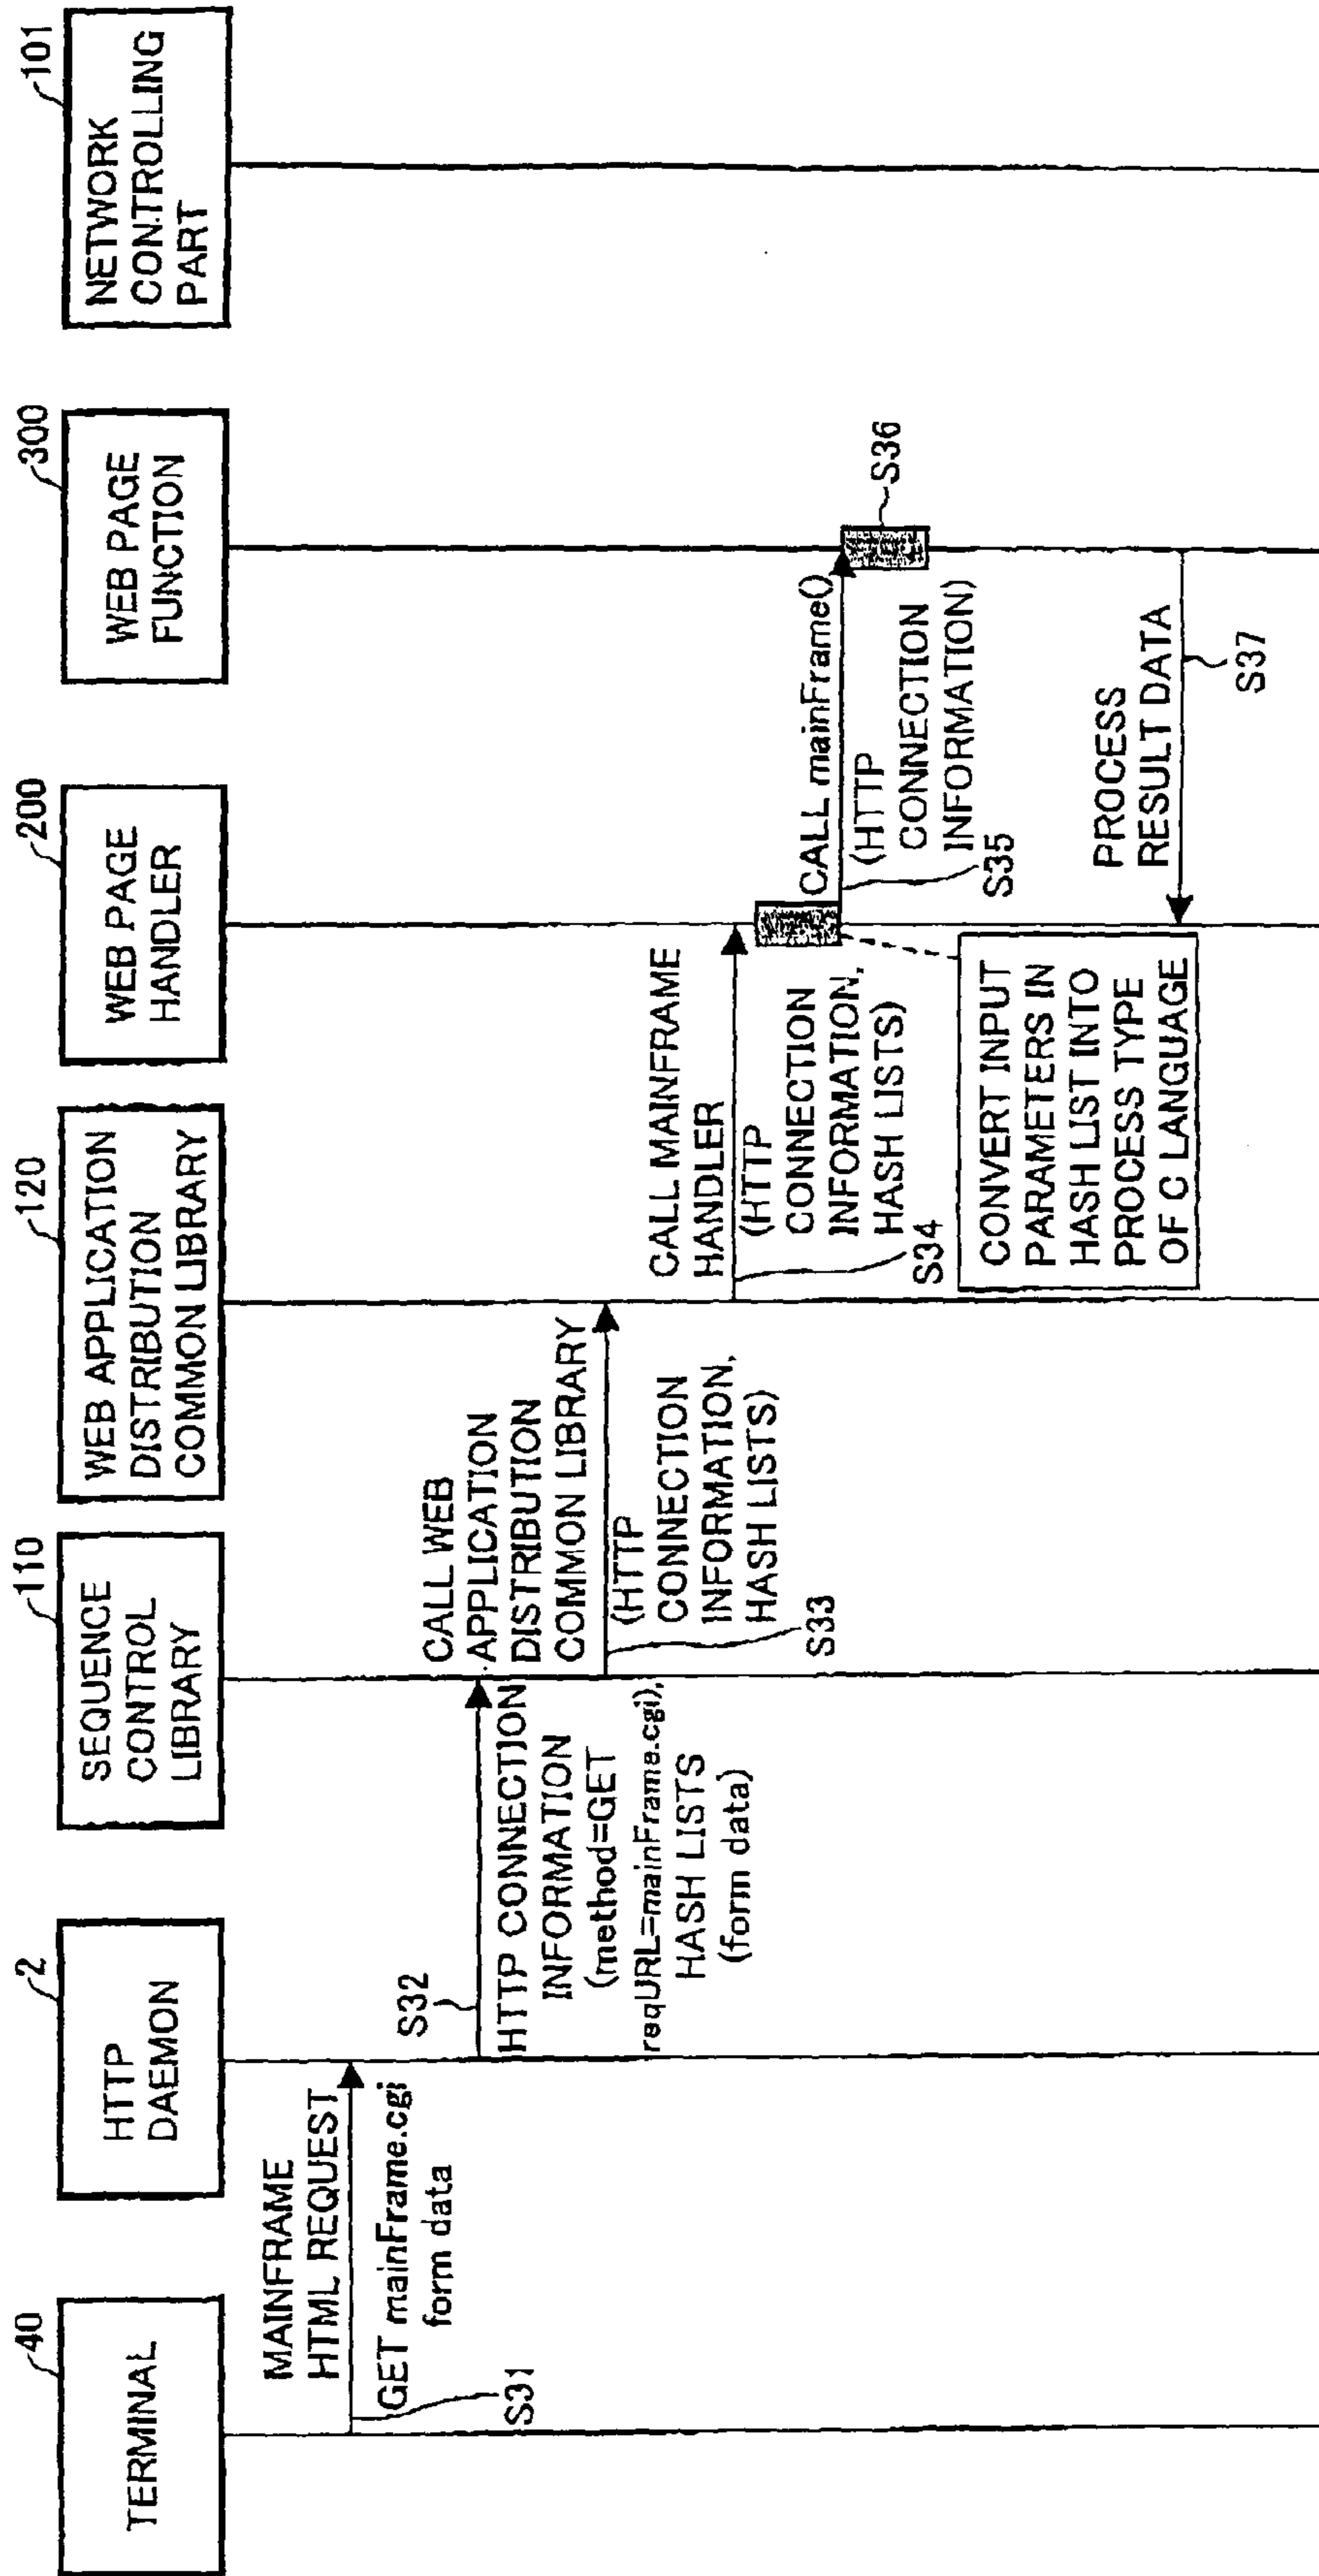 40
TERMINAL
2
HTTP
DAEMON
110
SEQUENCE
CONTROL
LIBRARY
120
WEB APPLICATION
DISTRIBUTION
COMMON LIBRARY
200
WEB PAGE
HANDLER
300
WEB PAGE
FUNCTION
101
NETWORK
CONTROLLING
PART
MAINFRAME
HTML REQUEST
GET mainFrame.cgi
form data
S31
S32
HTTP CONNECTION
INFORMATION
(method=GET
reqURL=mainFrame.cgi),
HASH LISTS
(form data)
CALL WEB
APPLICATION
DISTRIBUTION
COMMON LIBRARY
(HTTP
CONNECTION
INFORMATION,
HASH LISTS)
S33
CALL MAINFRAME
HANDLER
(HTTP
CONNECTION
INFORMATION,
HASH LISTS)
S34
CONVERT INPUT
PARAMETERS IN
HASH LIST INTO
PROCESS TYPE
OF C LANGUAGE
CALL mainFrame()
(HTTP
CONNECTION
INFORMATION)
S35
S36
PROCESS
RESULT DATA
S37